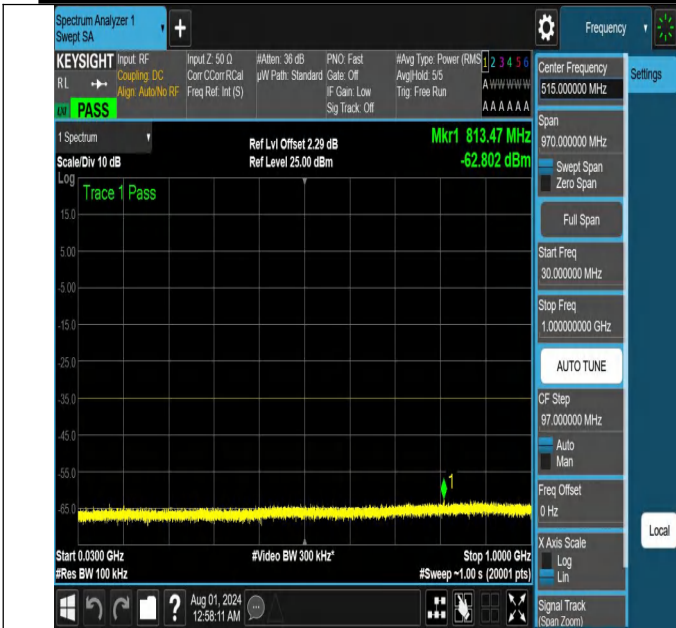 Spectrum Analyzer 1
Swept SA
+
Frequency
KEYSIGHT
RL
PASS
Input: RF
Coupling: DC
Align: Auto/No RF
Input Z: 50 Ω
Corr CCorr RCal
Freq Ref: Int (S)
#Atten: 36 dB
µW Path: Standard
PNO: Fast
Gate: Off
IF Gain: Low
Sig Track: Off
#Avg Type: Power (RMS
Avg|Hold: 5/5
Trig: Free Run
1 2 3 4 5 6
A W W W W W
A A A A A A
1 Spectrum
Scale/Div 10 dB
Ref Lvl Offset 2.29 dB
Ref Level 25.00 dBm
Mkr1 813.47 MHz
-62.802 dBm
Log
Trace 1 Pass
15.0
5.00
-5.00
-15.0
-25.0
-35.0
-45.0
-55.0
-65.0
1
Start 0.0300 GHz
#Res BW 100 kHz
#Video BW 300 kHz*
Stop 1.0000 GHz
#Sweep ~1.00 s (20001 pts)
Center Frequency
515.000000 MHz
Settings
Span
970.000000 MHz
Swept Span
Zero Span
Full Span
Start Freq
30.000000 MHz
Stop Freq
1.000000000 GHz
AUTO TUNE
CF Step
97.000000 MHz
Auto
Man
Freq Offset
0 Hz
X Axis Scale
Log
Lin
Local
Signal Track
(Span Zoom)
?
Aug 01, 2024
12:58:11 AM